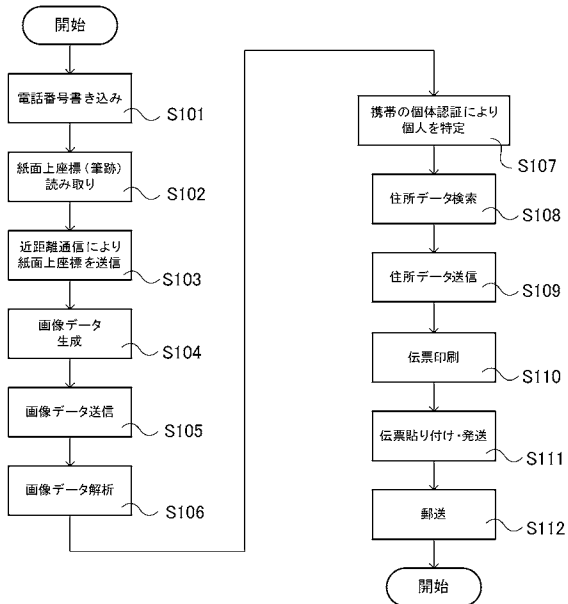 開始
電話番号書き込み
S101
紙面上座標(筆跡)
読み取り
S102
近距離通信により
紙面上座標を送信
S103
画像データ
生成
S104
画像データ送信
S105
画像データ解析
S106
携帯の個体認証により
個人を特定
S107
住所データ検索
S108
住所データ送信
S109
伝票印刷
S110
伝票貼り付け・発送
S111
郵送
S112
開始